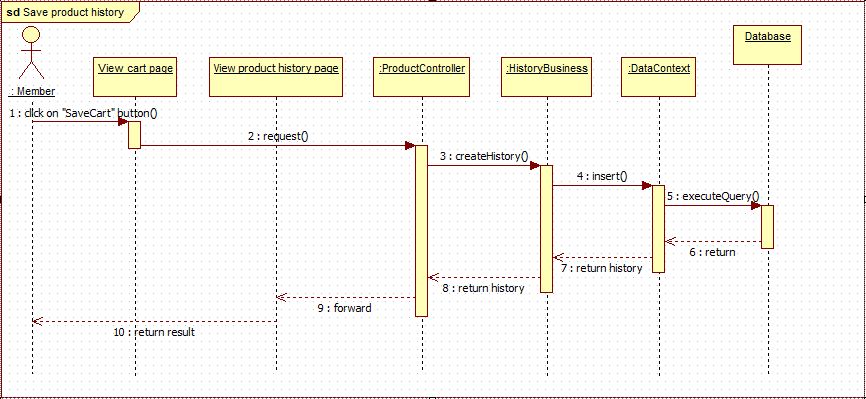 sd Save product history
Database
View cart page
View product history page
:ProductController
:HistoryBusiness
:DataContext
: Member
1 : click on "SaveCart" button()
2 : request()
3 : createHistory()
4 : insert()
5 : executeQuery()
6 : return
7 : return history
8 : return history
9 : forward
10 : return result